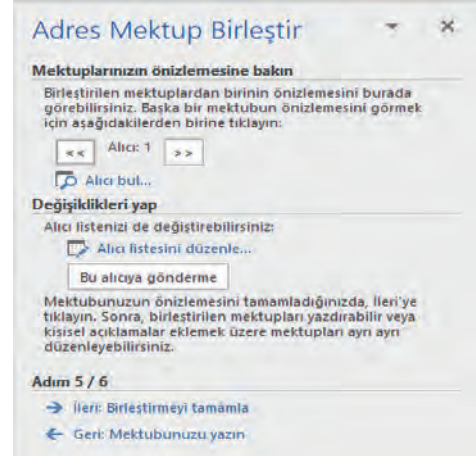 Adres Mektup Birleştir
Mektuplarınızın önizlemesine bakın
Birleştirilen mektuplardan birinin önizlemesini burada
görebilirsiniz. Başka bir mektubun önizlemesini görmek
için aşağıdakilerden birine tıklayın:
<< Alıcı: 1 >>
Alıcı bul...
Değişiklikleri yap
Alıcı listenizi de değiştirebilirsiniz:
Alıcı listesini düzenle...
Bu alıcıya gönderme
Mektubunuzun önizlemesini tamamladığınızda, İleri'ye
tıklayın. Sonra, birleştirilen mektupları yazdırabilir veya
kişisel açıklamalar eklemek üzere mektupları ayrı ayrı
düzenleyebilirsiniz.
Adım 5 / 6
İleri: Birleştirmeyi tamamla
Geri: Mektubunuzu yazın